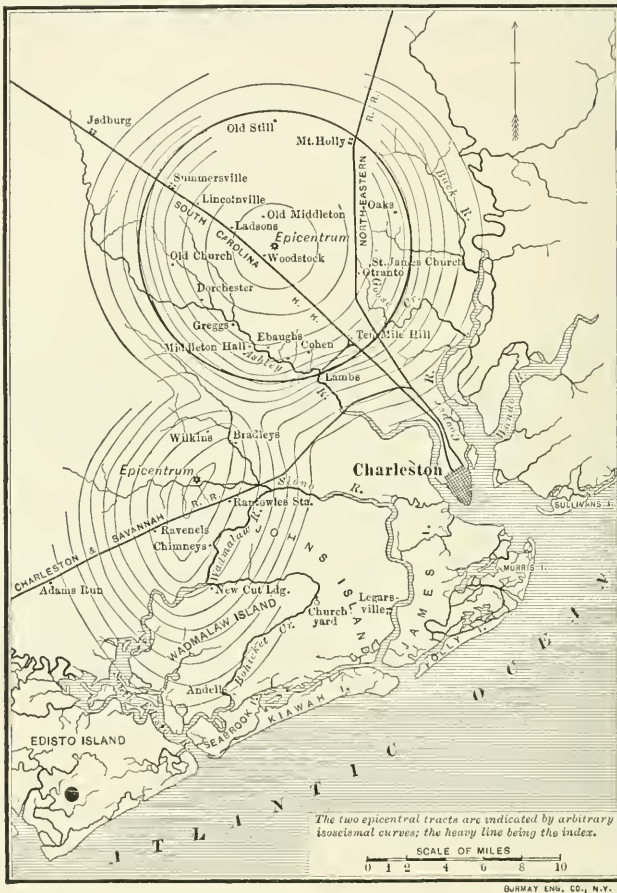 Jedburg
Old Still
Mt. Holly
R. R.
Back R.
Summersville
Lincolnville
Old Middleton
Oaks
NORTH-EASTERN
Ladsons
SOUTH CAROLINA R. R.
Epicentrum
Woodstock
Old Church
St. James Church
Otranto
Goose Cr.
Dorchester
Greggs
Ebaughs
Ten Mile Hill
Middleton Hall
Cohen
Ashley R.
Lambs
Cooper R.
Wando
Wilkins
Bradleys
Epicentrum
Charleston
Stono R.
CHARLESTON & SAVANNAH R. R.
Rantowles Sta.
SULLIVANS I.
Ravenels
Chimneys
Wadmalaw R.
JOHNS ISLAND
JAMES I.
MORRIS I.
Adams Run
New Cut Ldg.
Church
yard
Legars-
ville
WADMALAW ISLAND
Bohicket Cr.
FOLLY I.
Andells
KIAWAH I.
SEABROOK
EDISTO ISLAND
ATLANTIC OCEAN
The two epicentral tracts are indicated by arbitrary
isoseismal curves; the heavy line being the index.
SCALE OF MILES
0 1 2 4 6 8 10
BORMAY ENG. CO., N.Y.